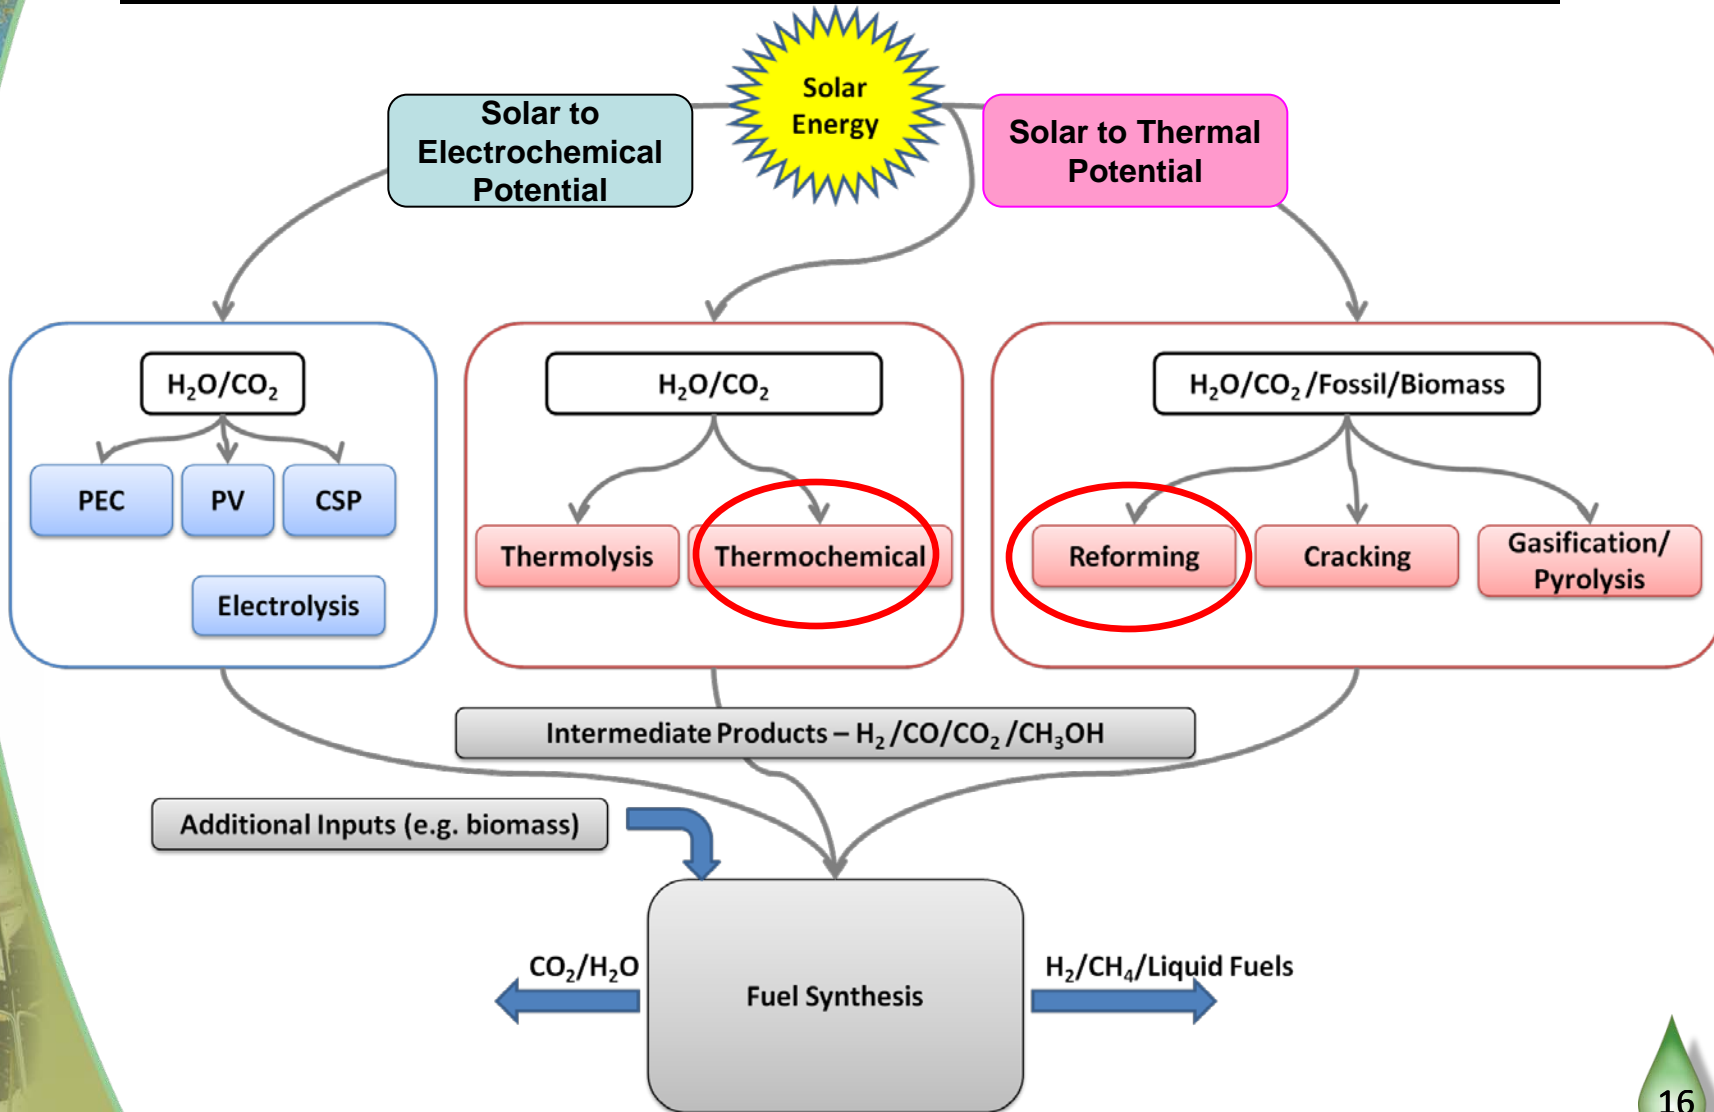 Solar
Energy
Solar to
Electrochemical
Potential
Solar to Thermal
Potential
H₂O/CO₂
H₂O/CO₂
H₂O/CO₂ /Fossil/Biomass
PEC
PV
CSP
Electrolysis
Thermolysis
Thermochemical
Reforming
Cracking
Gasification/
Pyrolysis
Intermediate Products – H₂ /CO/CO₂ /CH₃OH
Additional Inputs (e.g. biomass)
CO₂/H₂O
Fuel Synthesis
H₂/CH₄/Liquid Fuels
16